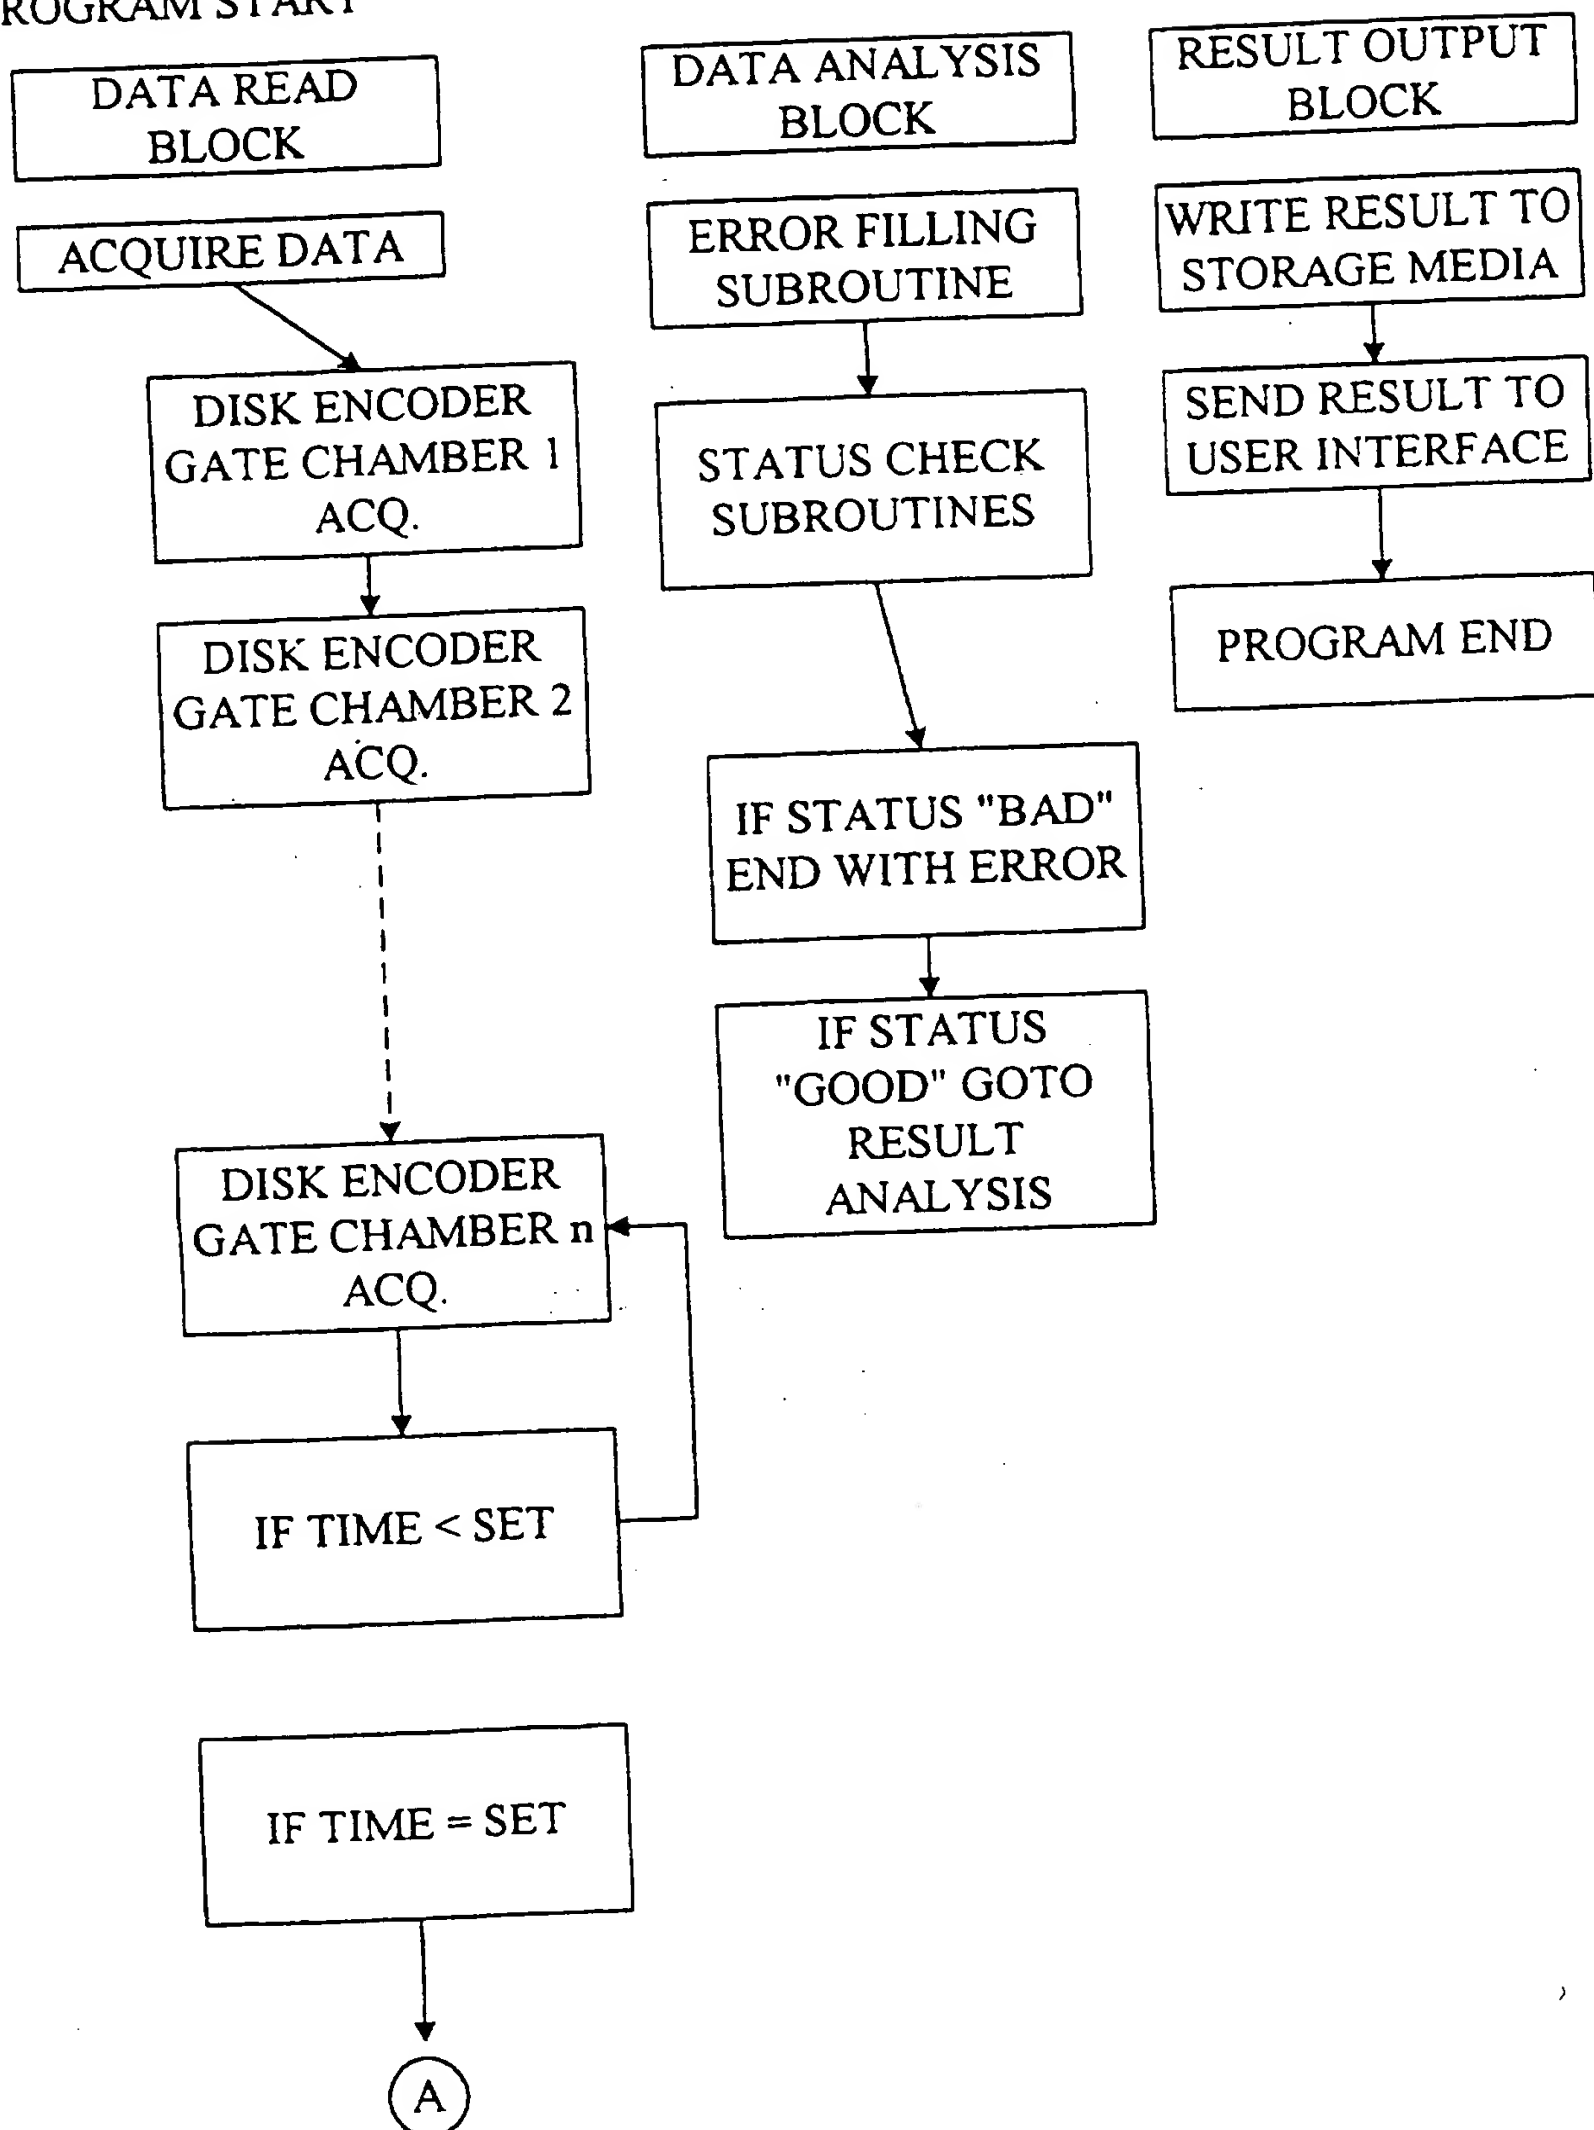 ROGRAM START
DATA READ
BLOCK
ACQUIRE DATA
DISK ENCODER
GATE CHAMBER 1
ACQ.
DISK ENCODER
GATE CHAMBER 2
ACQ.
DISK ENCODER
GATE CHAMBER n
ACQ.
IF TIME < SET
IF TIME = SET
A
DATA ANALYSIS
BLOCK
ERROR FILLING
SUBROUTINE
STATUS CHECK
SUBROUTINES
IF STATUS "BAD"
END WITH ERROR
IF STATUS
"GOOD" GOTO
RESULT
ANALYSIS
RESULT OUTPUT
BLOCK
WRITE RESULT TO
STORAGE MEDIA
SEND RESULT TO
USER INTERFACE
PROGRAM END